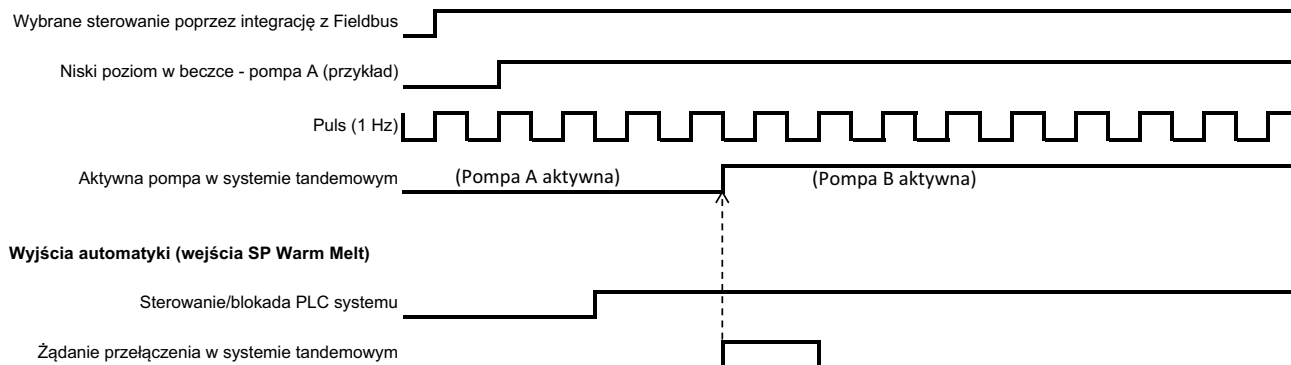 Wybrane sterowanie poprzez integrację z Fieldbus
Niski poziom w beczce - pompa A (przykład)
Puls (1 Hz)
Aktywna pompa w systemie tandemowym
(Pompa A aktywna)
(Pompa B aktywna)
Wyjścia automatyki (wejścia SP Warm Melt)
Sterowanie/blokada PLC systemu
Żądanie przełączenia w systemie tandemowym